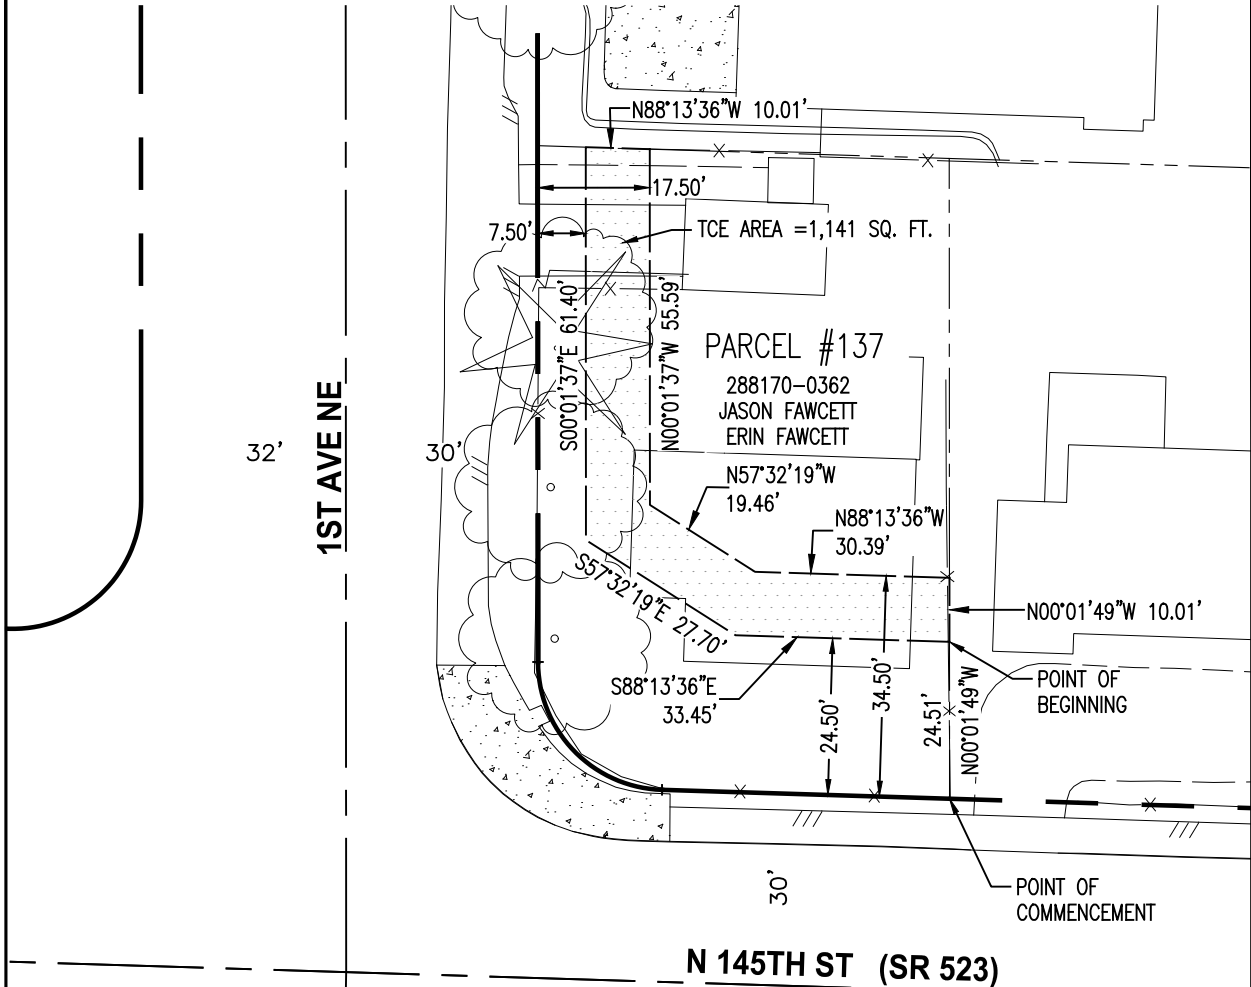 N88°13'36"W 10.01'
17.50'
7.50'
TCE AREA =1,141 SQ. FT.
S00°01'37"E 61.40'
N00°01'37"W 55.59'
PARCEL #137
288170-0362
JASON FAWCETT
ERIN FAWCETT
32'
1ST AVE NE
30'
N57°32'19"W
19.46'
N88°13'36"W
30.39'
S57°32'19"E 27.70'
N00°01'49"W 10.01'
S88°13'36"E
33.45'
24.50'
34.50'
24.51'
N00°01'49"W
POINT OF
BEGINNING
30'
POINT OF
COMMENCEMENT
N 145TH ST (SR 523)